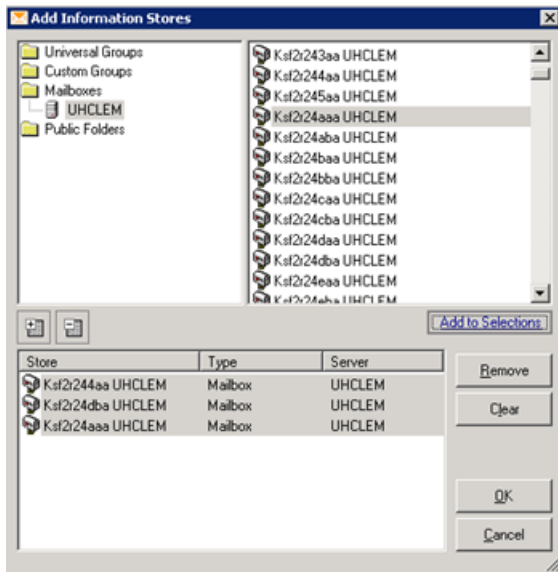 Add Information Stores
Universal Groups
Custom Groups
Mailboxes
UHCLEM
Public Folders
Ksf2r243aa UHCLEM
Ksf2r244aa UHCLEM
Ksf2r245aa UHCLEM
Ksf2r24aaa UHCLEM
Ksf2r24aba UHCLEM
Ksf2r24baa UHCLEM
Ksf2r24bba UHCLEM
Ksf2r24caa UHCLEM
Ksf2r24cba UHCLEM
Ksf2r24daa UHCLEM
Ksf2r24dba UHCLEM
Ksf2r24eaa UHCLEM
Ksf2r24eba UHCLEM
Add to Selections
Store Type Server
Ksf2r244aa UHCLEM Mailbox UHCLEM
Ksf2r24dba UHCLEM Mailbox UHCLEM
Ksf2r24aaa UHCLEM Mailbox UHCLEM
Remove
Clear
OK
Cancel